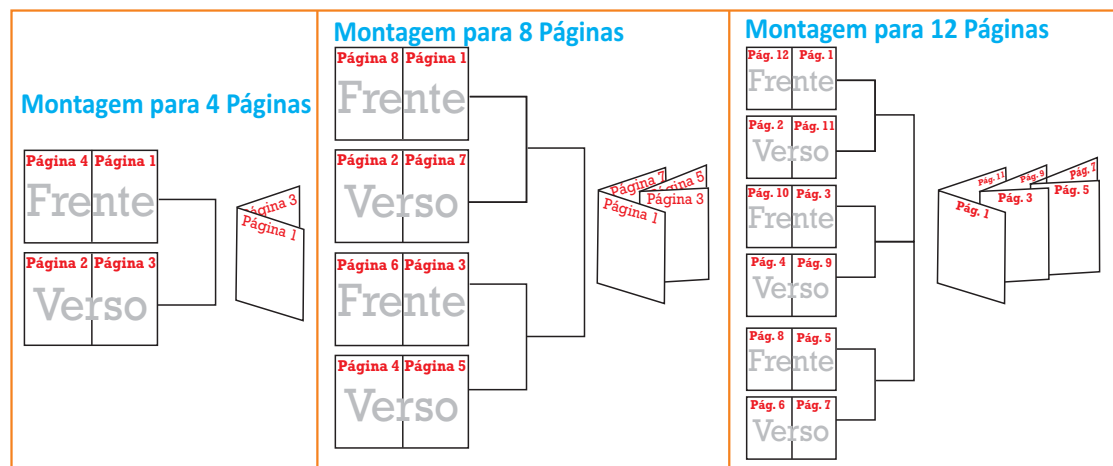 Montagem para 4 Páginas
Página 4 Página 1
Frente
Página 2 Página 3
Verso
Página 3
Página 1
Montagem para 8 Páginas
Página 8 Página 1
Frente
Página 2 Página 7
Verso
Página 6 Página 3
Frente
Página 4 Página 5
Verso
Página 7
Página 5
Página 1
Página 3
Montagem para 12 Páginas
Pág. 12 Pág. 1
Frente
Pág. 2 Pág. 11
Verso
Pág. 10 Pág. 3
Frente
Pág. 4 Pág. 9
Verso
Pág. 8 Pág. 5
Frente
Pág. 6 Pág. 7
Verso
Pág. 11
Pág. 9
Pág. 7
Pág. 1
Pág. 3
Pág. 5